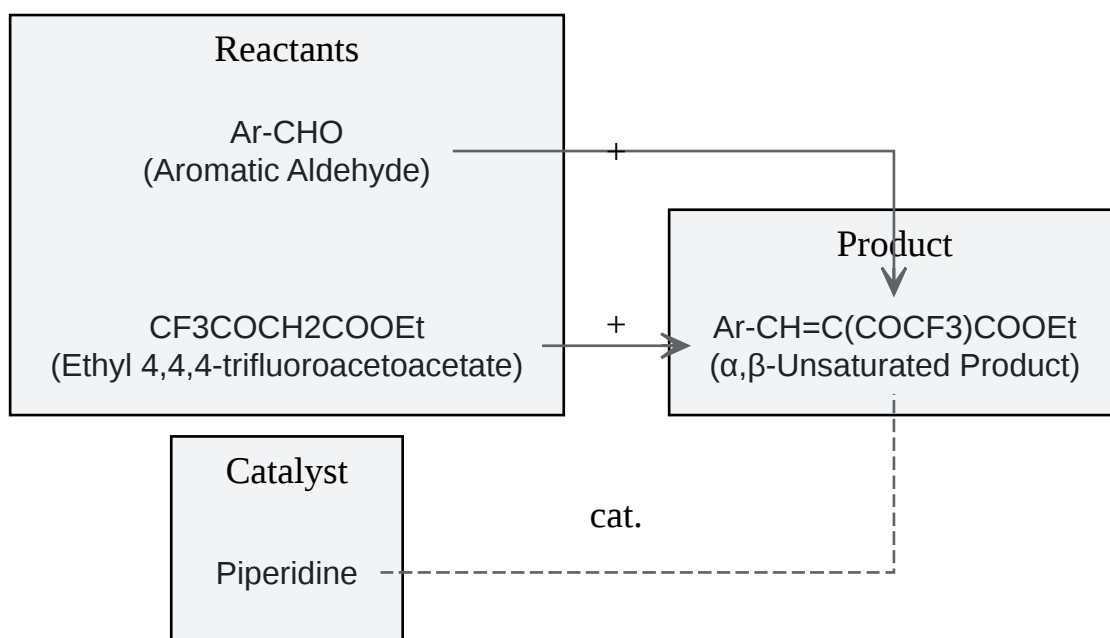 Reactants
Ar-CHO
(Aromatic Aldehyde)
+
CF3COCH2COOEt
(Ethyl 4,4,4-trifluoroacetoacetate)
+
Product
Ar-CH=C(COCF3)COOEt
(α,β-Unsaturated Product)
Catalyst
Piperidine
cat.